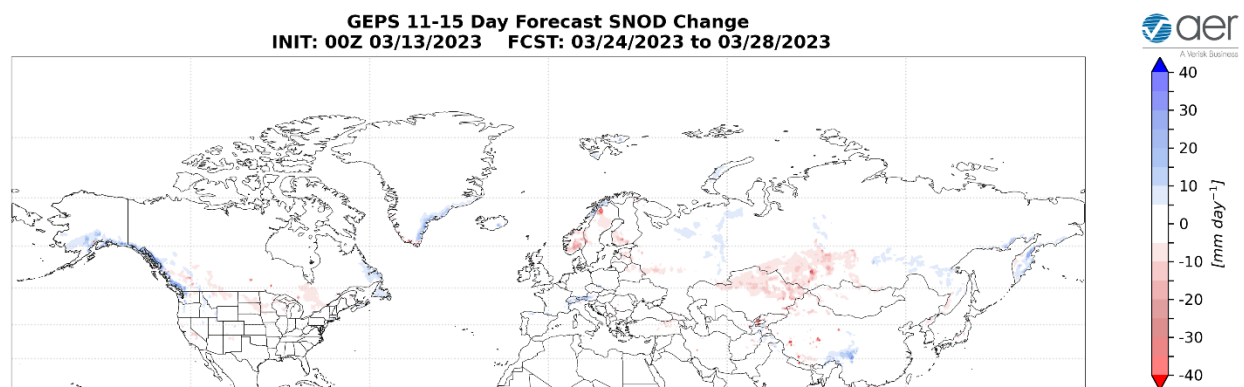 GEPS 11-15 Day Forecast SNOD Change
INIT: 00Z 03/13/2023    FCST: 03/24/2023 to 03/28/2023
aer
A Verisk Business
40
30
20
10
0
−10
−20
−30
−40
[mm day⁻¹]